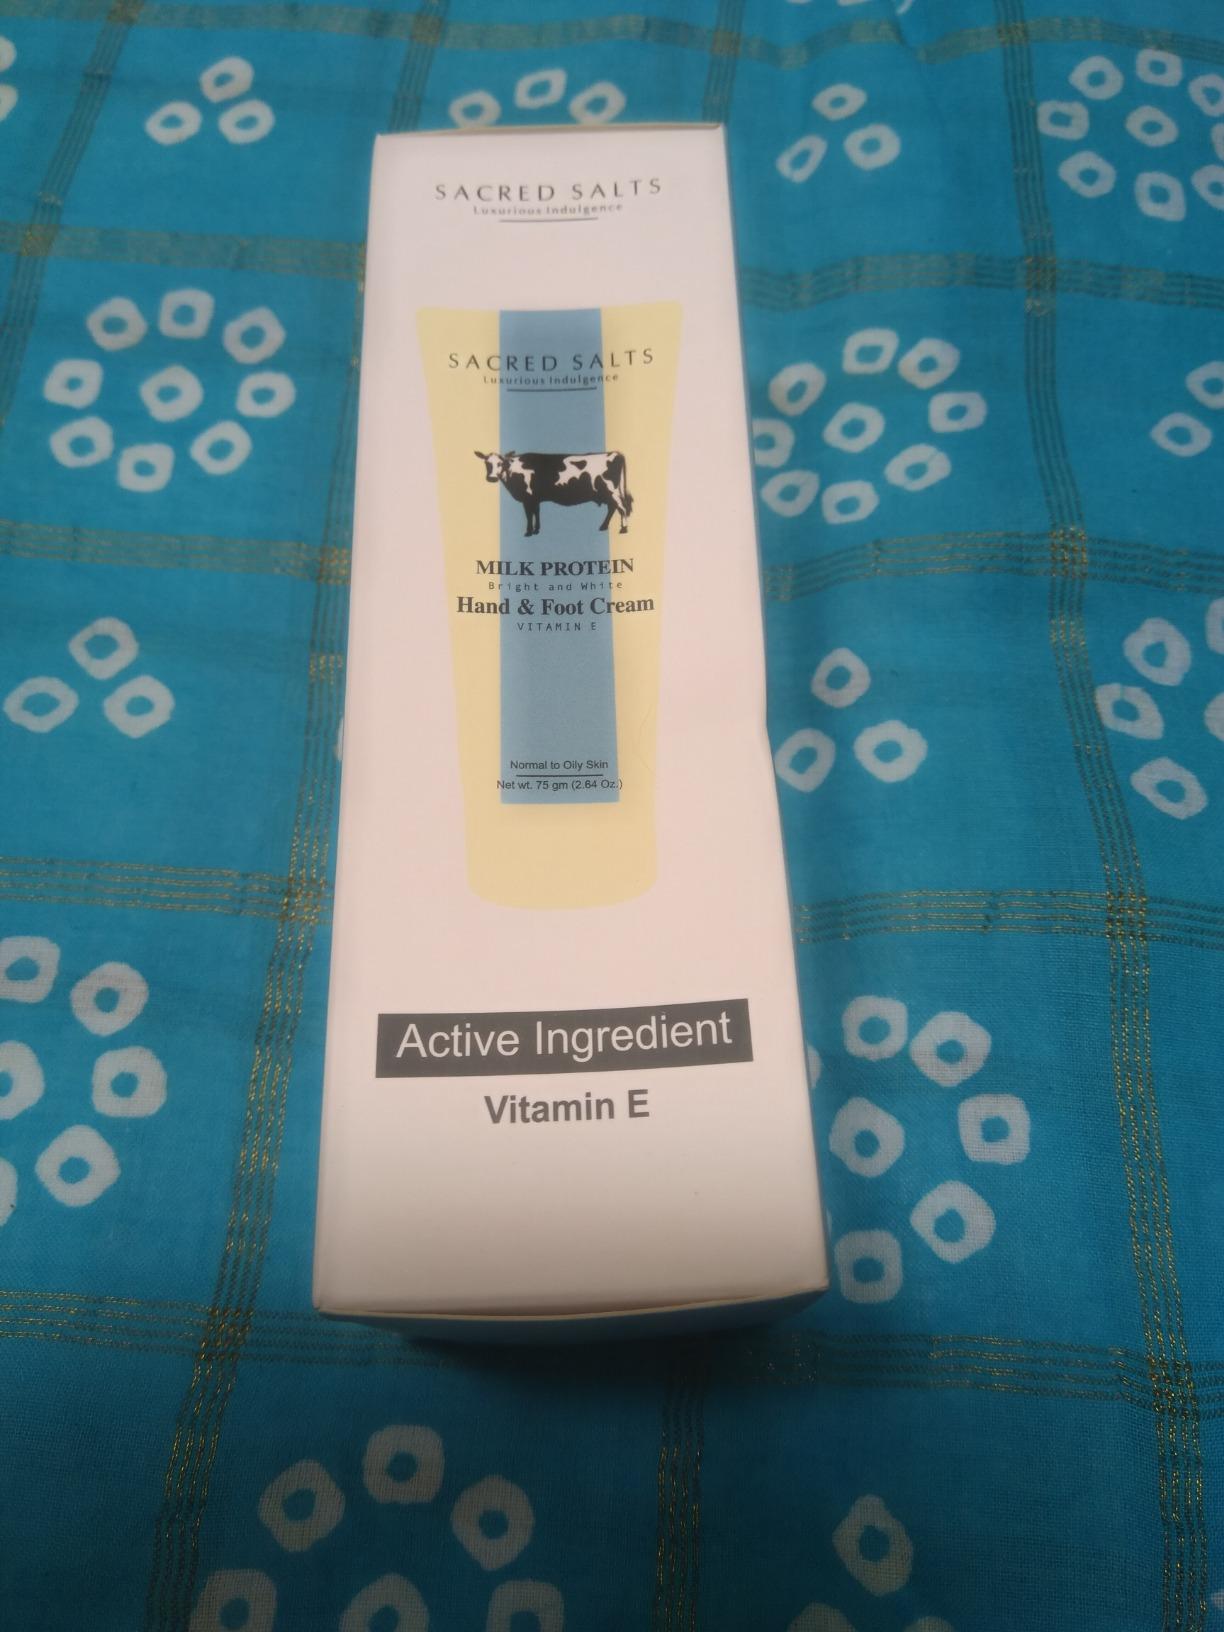 SACRED SALTS
Luxurious Indulgence
SACRED SALTS
Luxurious Indulgence
MILK PROTEIN
Bright and White
Hand & Foot Cream
VITAMIN E
Normal to Oily Skin
Net wt. 75 gm (2.64 Oz.)
Active Ingredient
Vitamin E